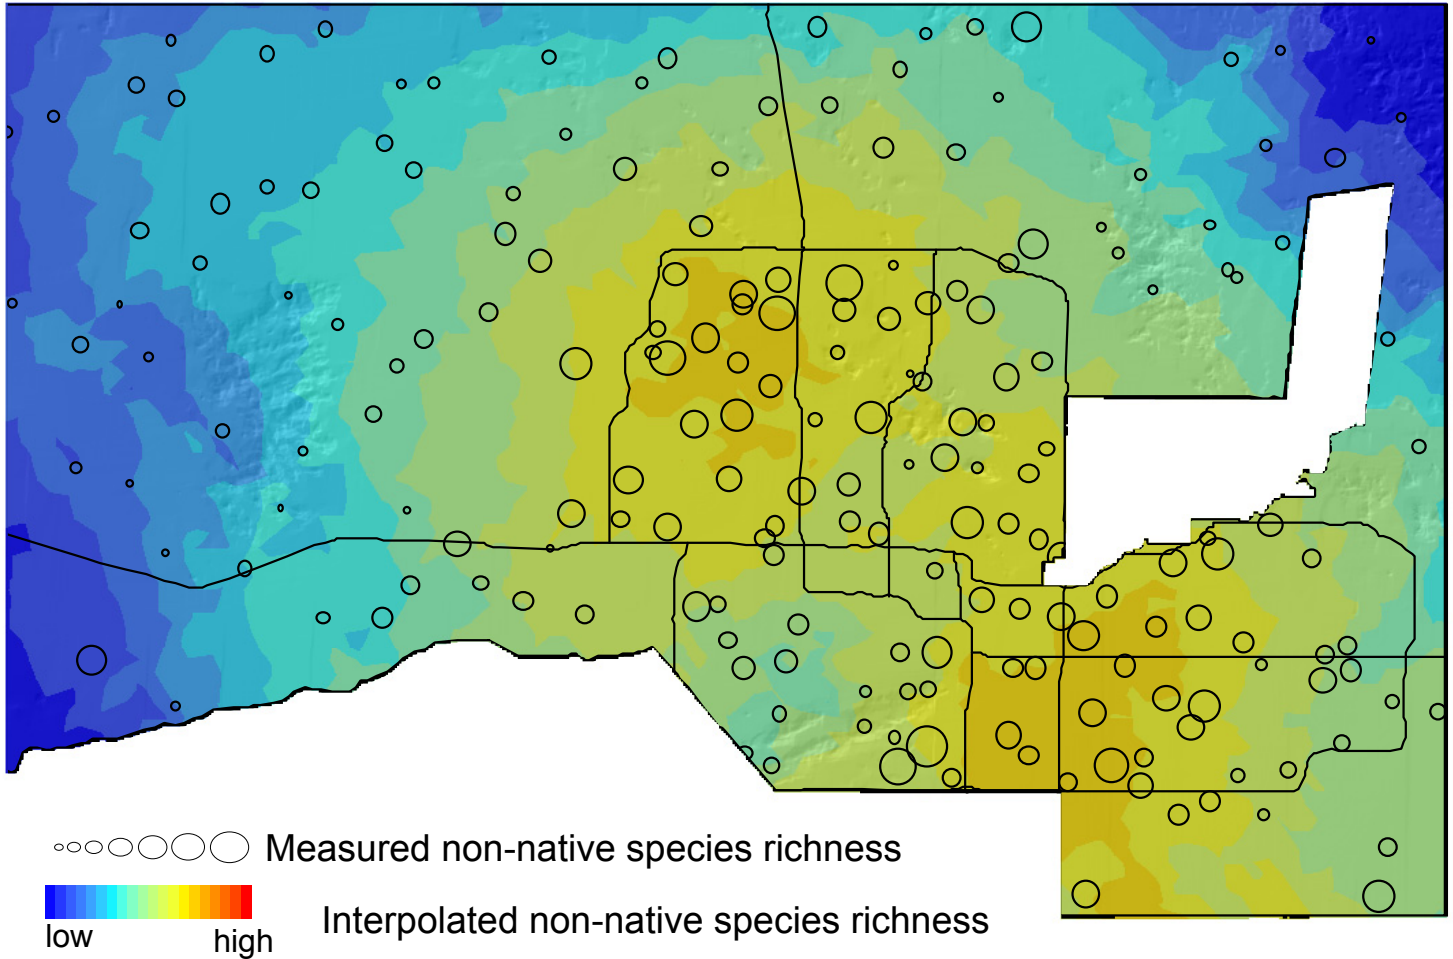 Measured non-native species richness
Interpolated non-native species richness
low
high